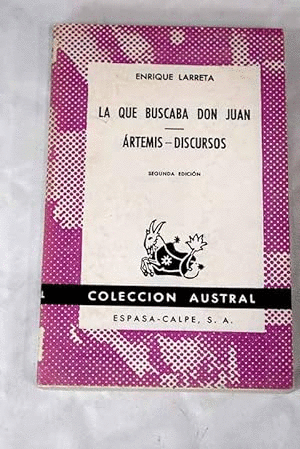 ENRIQUE LARRETA
LA QUE BUSCABA DON JUAN
ÁRTEMIS - DISCURSOS
SEGUNDA EDICIÓN
COLECCION AUSTRAL
ESPASA-CALPE, S. A.